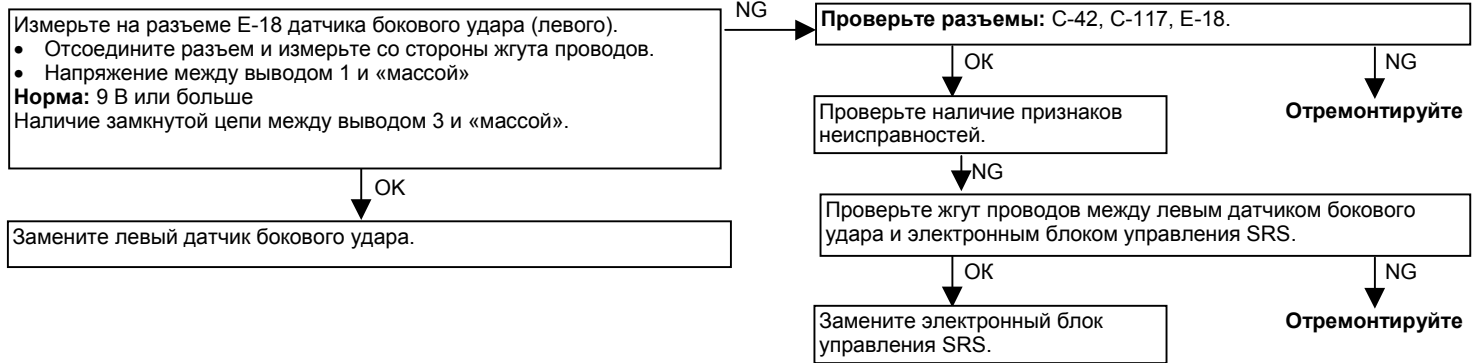 Измерьте на разъеме Е-18 датчика бокового удара (левого).
• Отсоедините разъем и измерьте со стороны жгута проводов.
• Напряжение между выводом 1 и «массой»
Норма: 9 В или больше
Наличие замкнутой цепи между выводом 3 и «массой».
NG
OK
Замените левый датчик бокового удара.
Проверьте разъемы: С-42, С-117, Е-18.
OK
NG
Проверьте наличие признаков
неисправностей.
Отремонтируйте
NG
Проверьте жгут проводов между левым датчиком бокового
удара и электронным блоком управления SRS.
OK
NG
Замените электронный блок
управления SRS.
Отремонтируйте